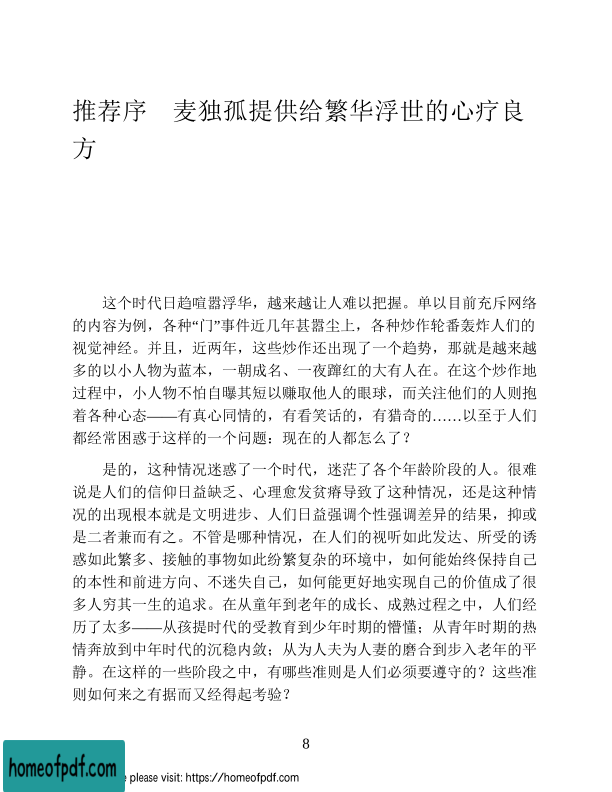 推荐序　麦独孤提供给繁华浮世的心疗良
方
这个时代日趋喧嚣浮华，越来越让人难以把握。单以目前充斥网络
的内容为例，各种“门”事件近几年甚嚣尘上，各种炒作轮番轰炸人们的
视觉神经。并且，近两年，这些炒作还出现了一个趋势，那就是越来越
多的以小人物为蓝本，一朝成名、一夜蹿红的大有人在。在这个炒作地
过程中，小人物不怕自曝其短以赚取他人的眼球，而关注他们的人则抱
着各种心态——有真心同情的，有看笑话的，有猎奇的……以至于人们
都经常困惑于这样的一个问题：现在的人都怎么了？
是的，这种情况迷惑了一个时代，迷茫了各个年龄阶段的人。很难
说是人们的信仰日益缺乏、心理愈发贫瘠导致了这种情况，还是这种情
况的出现根本就是文明进步、人们日益强调个性强调差异的结果，抑或
是二者兼而有之。不管是哪种情况，在人们的视听如此发达、所受的诱
惑如此繁多、接触的事物如此纷繁复杂的环境中，如何能始终保持自己
的本性和前进方向、不迷失自己，如何能更好地实现自己的价值成了很
多人穷其一生的追求。在从童年到老年的成长、成熟过程之中，人们经
历了太多——从孩提时代的受教育到少年时期的懵懂；从青年时期的热
情奔放到中年时代的沉稳内敛；从为人夫为人妻的磨合到步入老年的平
静。在这样的一些阶段之中，有哪些准则是人们必须要遵守的？这些准
则如何来之有据而又经得起考验？
8
homeofpdf.com
e please visit: https://homeofpdf.com